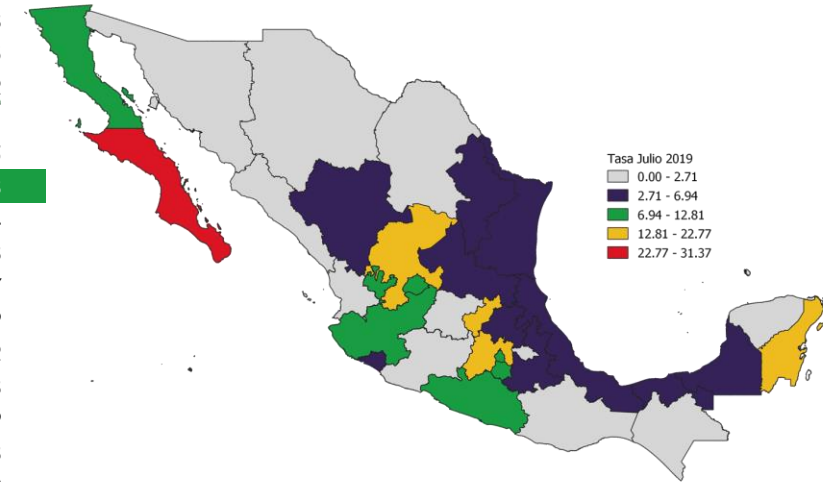 Tasa Julio 2019
0.00 - 2.71
2.71 - 6.94
6.94 - 12.81
12.81 - 22.77
22.77 - 31.37